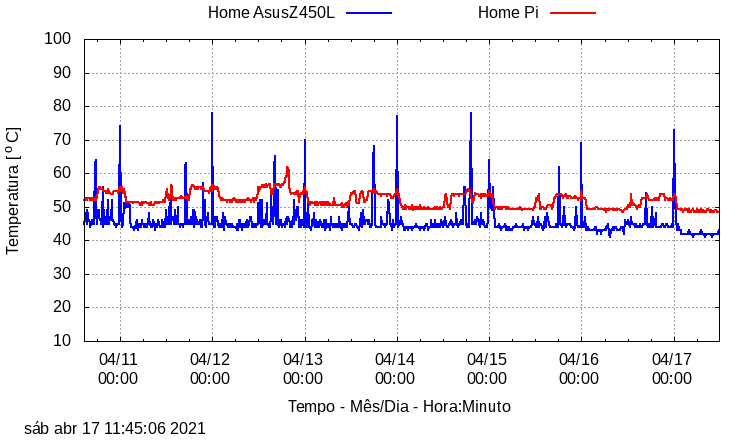 Home AsusZ450L Home Pi
100
90
80
70
60
50
40
30
20
10
Temperatura [ º C]
04/11 04/12 04/13 04/14 04/15 04/16 04/17
00:00 00:00 00:00 00:00 00:00 00:00 00:00
Tempo - Mês/Dia - Hora:Minuto
sáb abr 17 11:45:06 2021